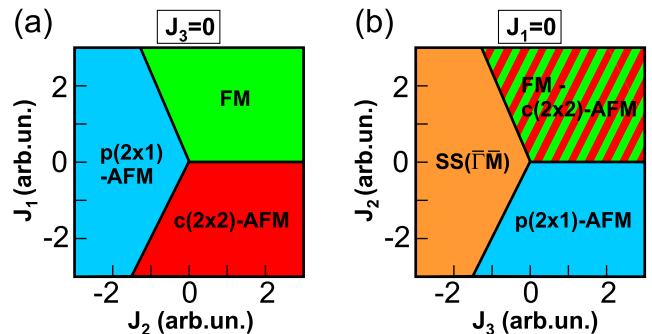 (a)
J₃=0
J₁ (arb.un.)
2
0
-2
FM
p(2x1)
-AFM
c(2x2)-AFM
-2
0
2
J₂ (arb.un.)
(b)
J₁=0
J₂ (arb.un.)
2
0
-2
FM -
c(2x2)-AFM
SS(Γ̅M̅)
p(2x1)-AFM
-2
0
2
J₃ (arb.un.)